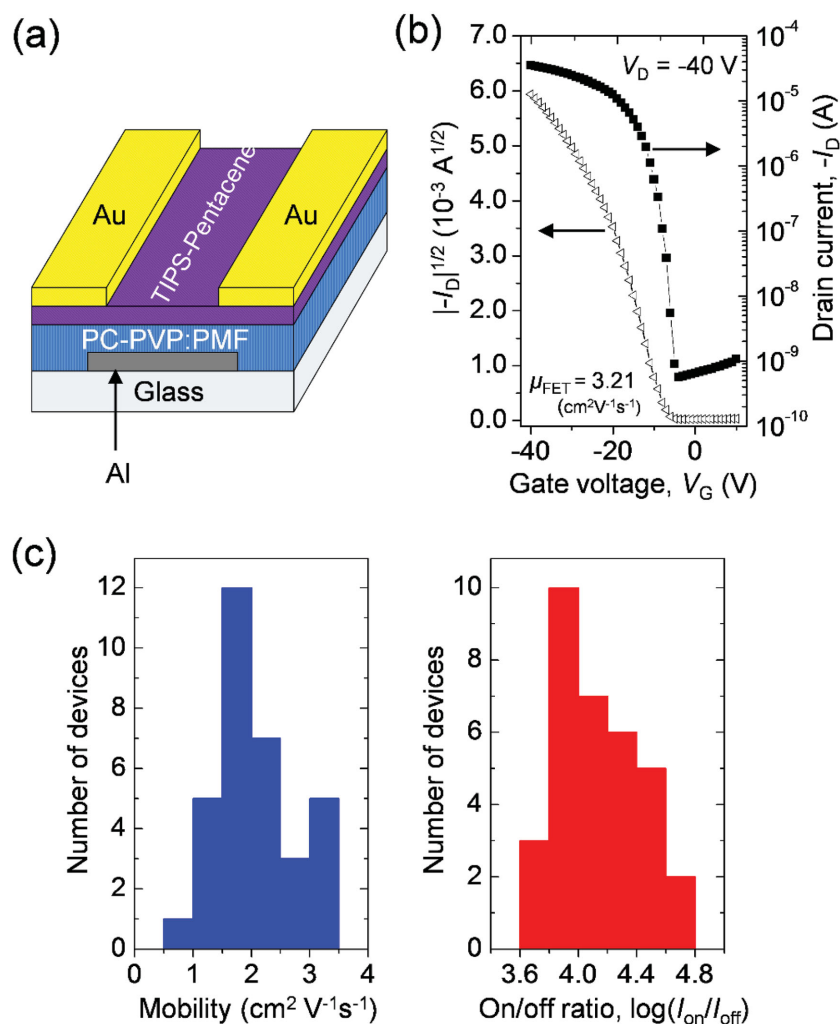 (a)
Au
Au
TIPS-Pentacene
PC-PVP:PMF
Glass
Al
(b)
7.0
6.5
6.0
5.0
4.0
3.0
2.0
1.0
0.0
|-I_D|^1/2 (10^-3 A^1/2)
V_D = -40 V
μ_FET = 3.21
(cm²V⁻¹s⁻¹)
10⁻⁴
10⁻⁵
10⁻⁶
10⁻⁷
10⁻⁸
10⁻⁹
10⁻¹⁰
Drain current, -I_D (A)
-40
-20
0
Gate voltage, V_G (V)
(c)
12
10
8
6
4
2
0
Number of devices
0
1
2
3
4
Mobility (cm² V⁻¹s⁻¹)
10
8
6
4
2
0
Number of devices
3.6
4.0
4.4
4.8
On/off ratio, log(I_on/I_off)